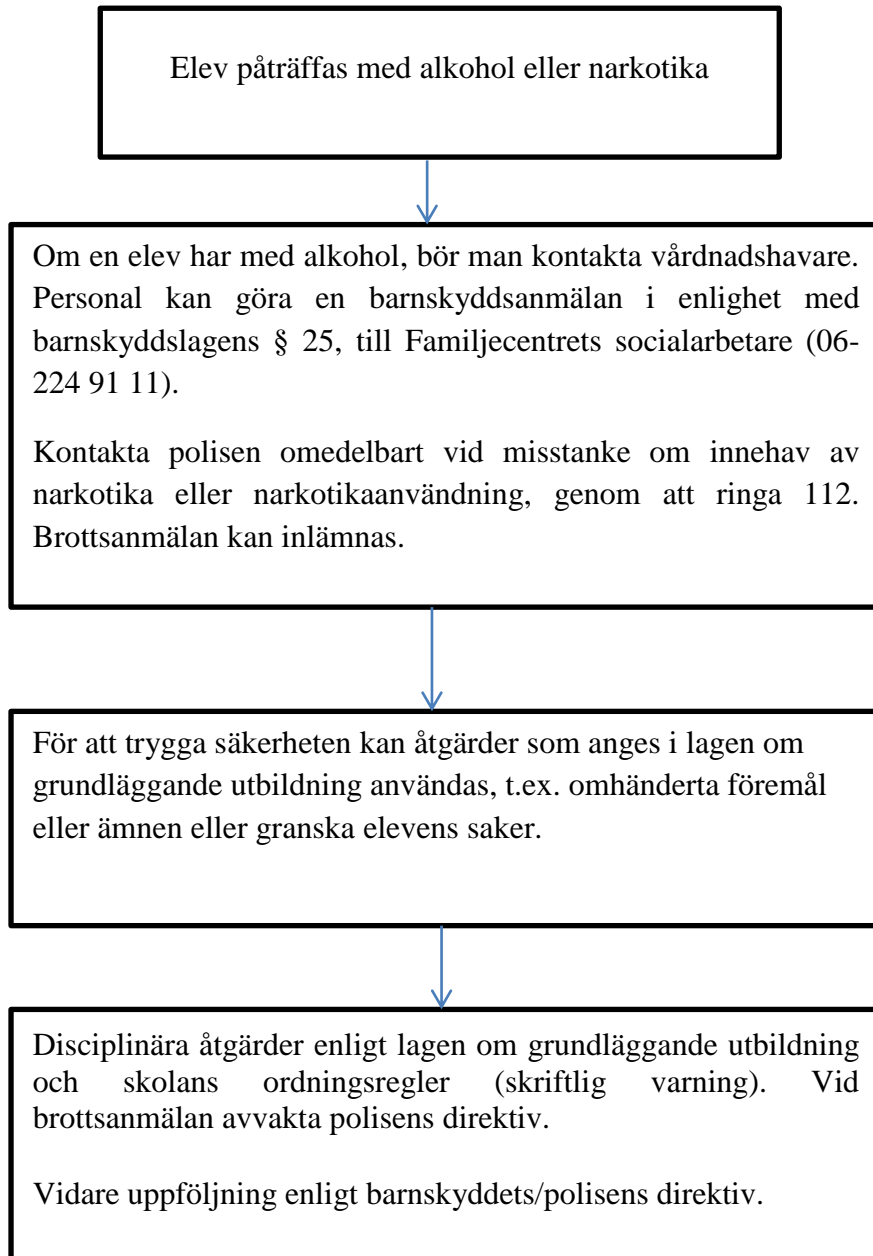 Elev påträffas med alkohol eller narkotika
Om en elev har med alkohol, bör man kontakta vårdnadshavare.
Personal kan göra en barnskyddsanmälan i enlighet med
barnskyddslagens § 25, till Familjecentrets socialarbetare (06-
224 91 11).
Kontakta polisen omedelbart vid misstanke om innehav av
narkotika eller narkotikaanvändning, genom att ringa 112.
Brottsanmälan kan inlämnas.
För att trygga säkerheten kan åtgärder som anges i lagen om
grundläggande utbildning användas, t.ex. omhänderta föremål
eller ämnen eller granska elevens saker.
Disciplinära åtgärder enligt lagen om grundläggande utbildning
och skolans ordningsregler (skriftlig varning). Vid
brottsanmälan avvakta polisens direktiv.
Vidare uppföljning enligt barnskyddets/polisens direktiv.